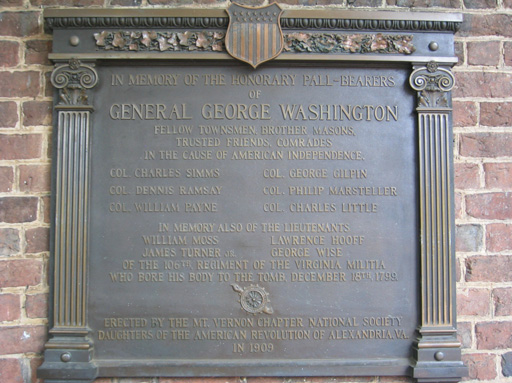 IN MEMORY OF THE HONORARY PALL-BEARERS
OF
GENERAL GEORGE WASHINGTON
FELLOW TOWNSMEN, BROTHER MASONS,
TRUSTED FRIENDS, COMRADES
IN THE CAUSE OF AMERICAN INDEPENDENCE.
COL. CHARLES SIMMS COL. GEORGE GILPIN
COL. DENNIS RAMSAY COL. PHILIP MARSTELLER
COL. WILLIAM PAYNE COL. CHARLES LITTLE
IN MEMORY ALSO OF THE LIEUTENANTS
WILLIAM MOSS LAWRENCE HOOFF
JAMES TURNER JR. GEORGE WISE
OF THE 106TH REGIMENT OF THE VIRGINIA MILITIA
WHO BORE HIS BODY TO THE TOMB, DECEMBER 18TH, 1799.
ERECTED BY THE MT. VERNON CHAPTER NATIONAL SOCIETY
DAUGHTERS OF THE AMERICAN REVOLUTION OF ALEXANDRIA, VA.
IN 1909